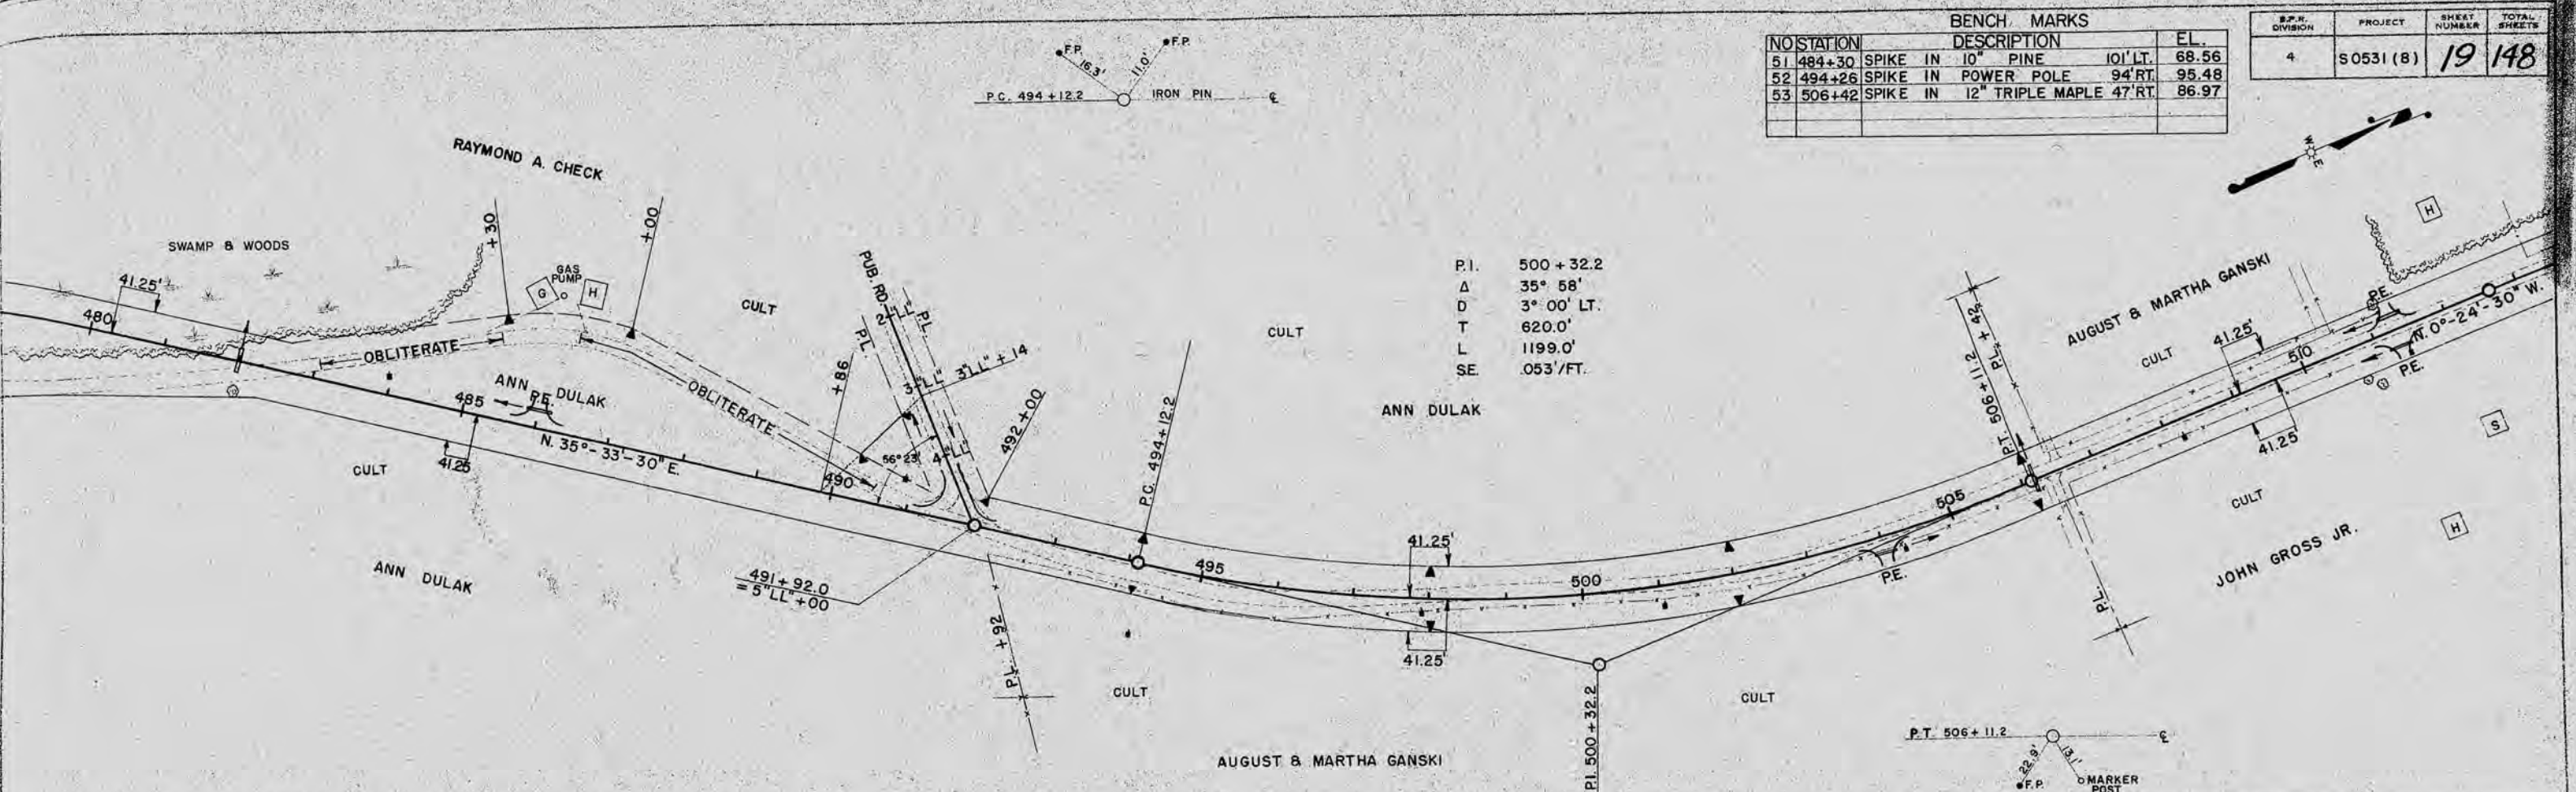 BENCH MARKS
NO STATION DESCRIPTION EL.
51 484+30 SPIKE IN 10" PINE 101' LT. 68.56
52 494+26 SPIKE IN POWER POLE 94' RT. 95.48
53 506+42 SPIKE IN 12" TRIPLE MAPLE 47' RT. 86.97
B.P.R. DIVISION PROJECT SHEET NUMBER TOTAL SHEETS
4 S 0531 (8) 19 148
F.P. F.P.
16.3' 11.0'
P.C. 494+12.2 IRON PIN ℄
W E
RAYMOND A. CHECK
SWAMP & WOODS
+30
+00
GAS PUMP
G H
CULT
PUB. RD.
2-"LL"
P.L.
P.L.
41.25'
480
OBLITERATE
ANN DULAK
P.E.
485
N. 35°-33'-30" E.
41.25
CULT
OBLITERATE
+86
3-"LL"
3"LL"+14
56°23'
4-"LL"
490
492+00
P.C. 494+12.2
CULT
P.I. 500+32.2
Δ 35° 58'
D 3° 00' LT.
T 620.0'
L 1199.0'
SE. .053'/FT.
ANN DULAK
H
AUGUST & MARTHA GANSKI
P.L. +42
P.T. 506+11.2
CULT
41.25'
P.E.
N. 0°-24'-30" W.
510
P.E.
41.25
S
CULT
H
JOHN GROSS JR.
P.L.
505
P.E.
500
41.25'
495
41.25'
ANN DULAK
491+92.0
= 5"LL"+00
P.L. +92
CULT
CULT
P.I. 500+32.2
AUGUST & MARTHA GANSKI
P.T. 506+11.2 ℄
22.9' 13.1'
F.P. MARKER POST